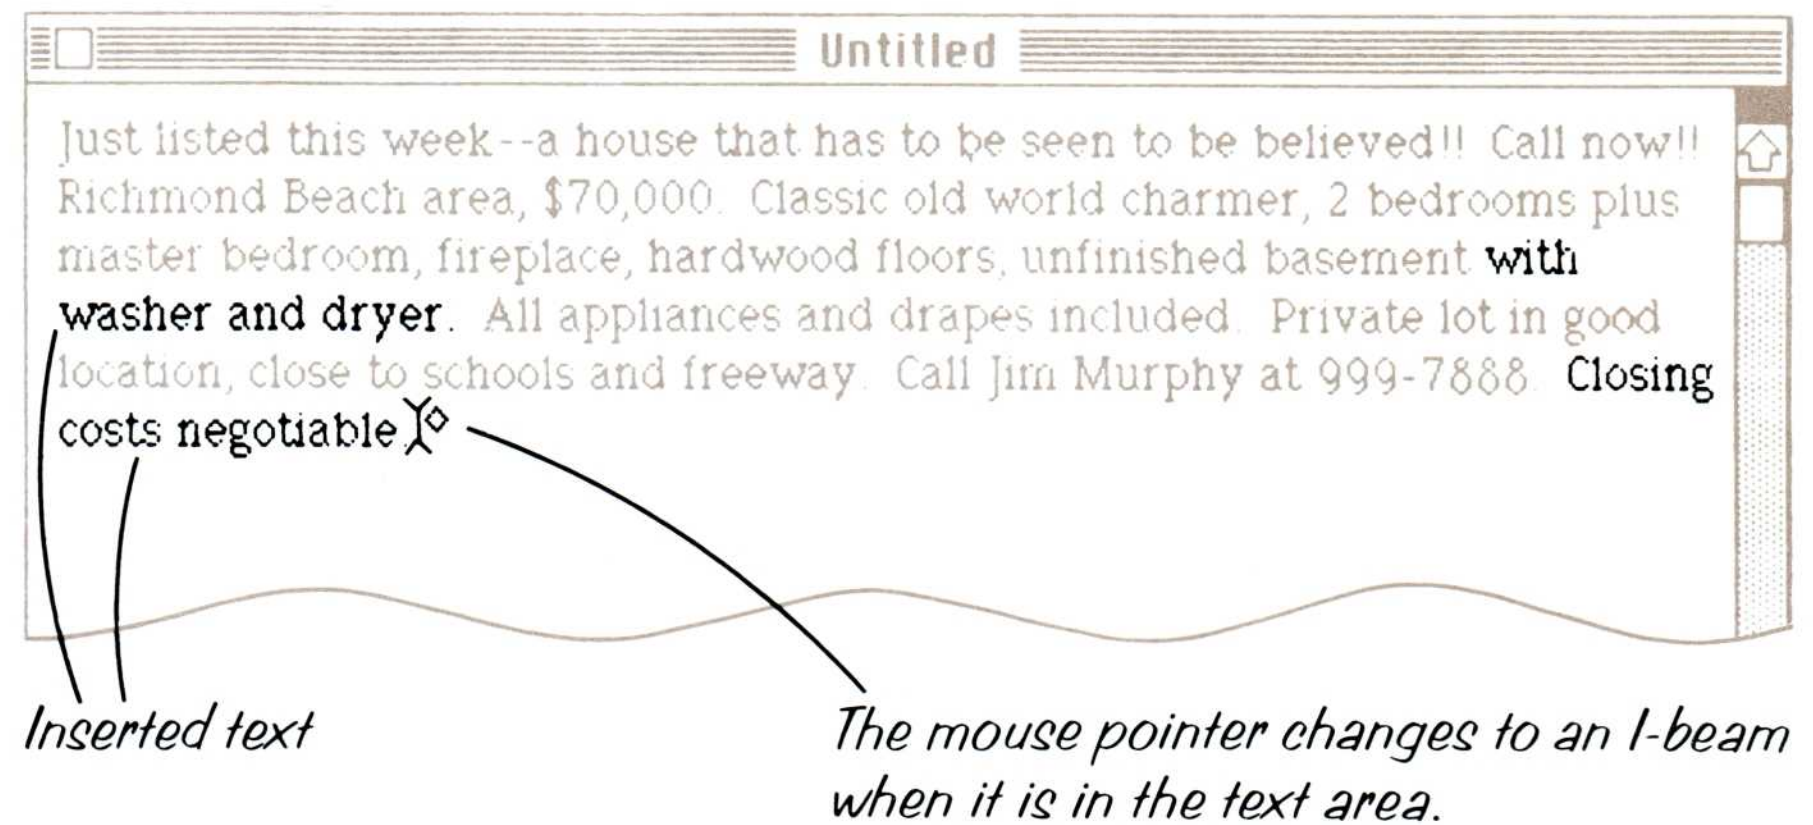 Untitled
Just listed this week--a house that has to be seen to be believed!! Call now!!
Richmond Beach area, $70,000. Classic old world charmer, 2 bedrooms plus
master bedroom, fireplace, hardwood floors, unfinished basement with
washer and dryer. All appliances and drapes included. Private lot in good
location, close to schools and freeway. Call Jim Murphy at 999-7888. Closing
costs negotiable.
Inserted text
The mouse pointer changes to an I-beam
when it is in the text area.